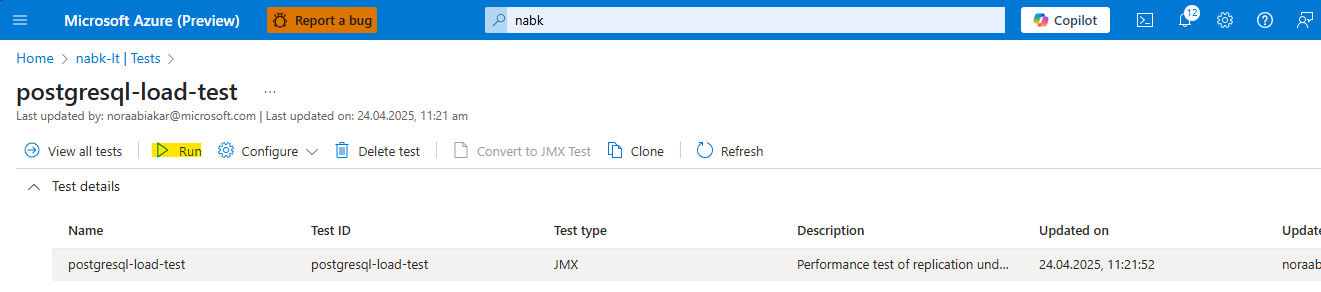 Microsoft Azure (Preview) Report a bug nabk Copilot 12
Home > nabk-lt | Tests >
postgresql-load-test ...
Last updated by: noraabiakar@microsoft.com | Last updated on: 24.04.2025, 11:21 am
View all tests Run Configure Delete test Convert to JMX Test Clone Refresh
Test details
Name Test ID Test type Description Updated on Update
postgresql-load-test postgresql-load-test JMX Performance test of replication und... 24.04.2025, 11:21:52 noraab